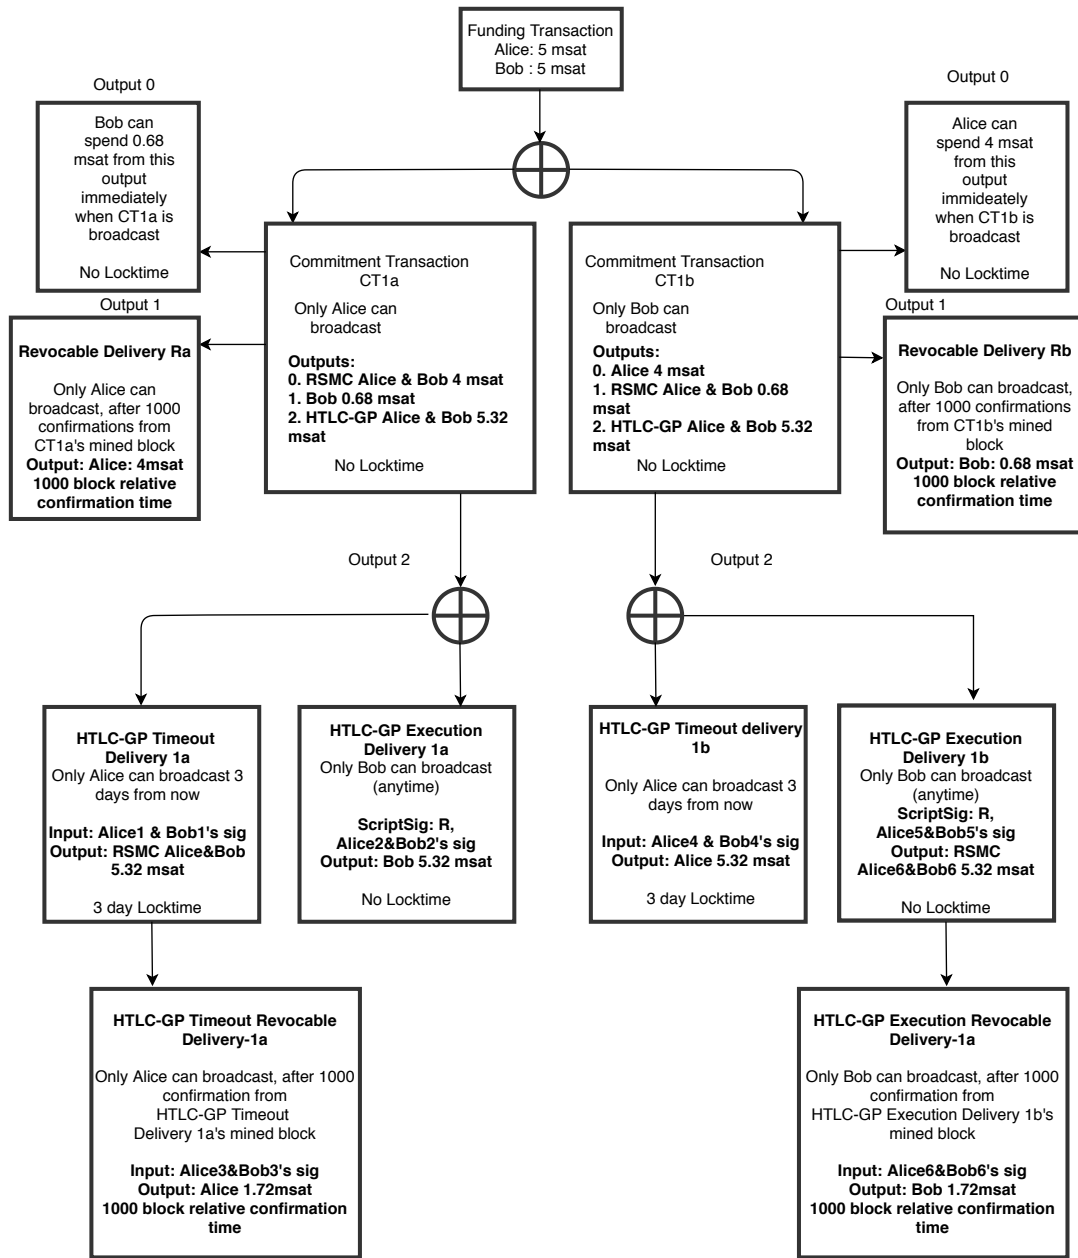 Funding Transaction
Alice: 5 msat
Bob : 5 msat
Output 0
Bob can
spend 0.68
msat from this
output
immediately
when CT1a is
broadcast
No Locktime
Output 0
Alice can
spend 4 msat
from this
output
immideately
when CT1b is
broadcast
No Locktime
Commitment Transaction
CT1a
Only Alice can
broadcast
Outputs:
0. RSMC Alice & Bob 4 msat
1. Bob 0.68 msat
2. HTLC-GP Alice & Bob 5.32
msat
No Locktime
Commitment Transaction
CT1b
Only Bob can
broadcast
Outputs:
0. Alice 4 msat
1. RSMC Alice & Bob 0.68
msat
2. HTLC-GP Alice & Bob 5.32
msat
No Locktime
Output 1
Revocable Delivery Ra
Only Alice can
broadcast, after 1000
confirmations from
CT1a's mined block
Output: Alice: 4msat
1000 block relative
confirmation time
Output 1
Revocable Delivery Rb
Only Bob can broadcast,
after 1000 confirmations
from CT1b's mined
block
Output: Bob: 0.68 msat
1000 block relative
confirmation time
Output 2
Output 2
HTLC-GP Timeout
Delivery 1a
Only Alice can broadcast 3
days from now
Input: Alice1 & Bob1's sig
Output: RSMC Alice&Bob
5.32 msat
3 day Locktime
HTLC-GP Execution
Delivery 1a
Only Bob can broadcast
(anytime)
ScriptSig: R,
Alice2&Bob2's sig
Output: Bob 5.32 msat
No Locktime
HTLC-GP Timeout delivery
1b
Only Alice can broadcast 3
days from now
Input: Alice4 & Bob4's sig
Output: Alice 5.32 msat
3 day Locktime
HTLC-GP Execution
Delivery 1b
Only Bob can broadcast
(anytime)
ScriptSig: R,
Alice5&Bob5's sig
Output: RSMC
Alice6&Bob6 5.32 msat
No Locktime
HTLC-GP Timeout Revocable
Delivery-1a
Only Alice can broadcast, after 1000
confirmation from
HTLC-GP Timeout
Delivery 1a's mined block
Input: Alice3&Bob3's sig
Output: Alice 1.72msat
1000 block relative confirmation
time
HTLC-GP Execution Revocable
Delivery-1a
Only Bob can broadcast, after 1000
confirmation from
HTLC-GP Execution Delivery 1b's
mined block
Input: Alice6&Bob6's sig
Output: Bob 1.72msat
1000 block relative confirmation
time